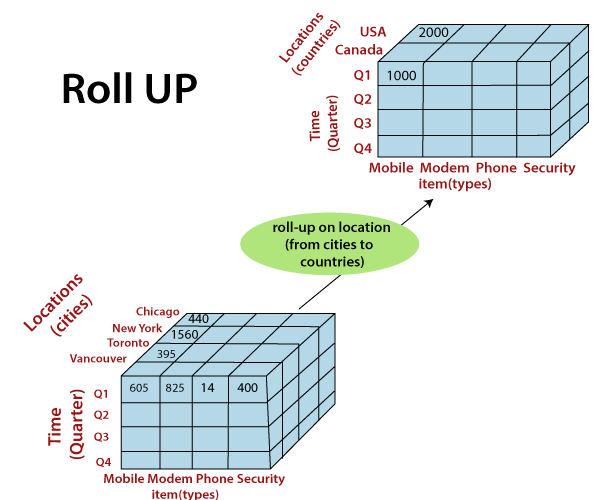 Roll UP
Locations
(countries)
USA
Canada
2000
Time
(Quarter)
Q1
1000
Q2
Q3
Q4
Mobile Modem Phone Security
item(types)
roll-up on location
(from cities to
countries)
Locations
(cities)
Chicago
440
New York
1560
Toronto
395
Vancouver
Time
(Quarter)
Q1
605 825 14 400
Q2
Q3
Q4
Mobile Modem Phone Security
item(types)